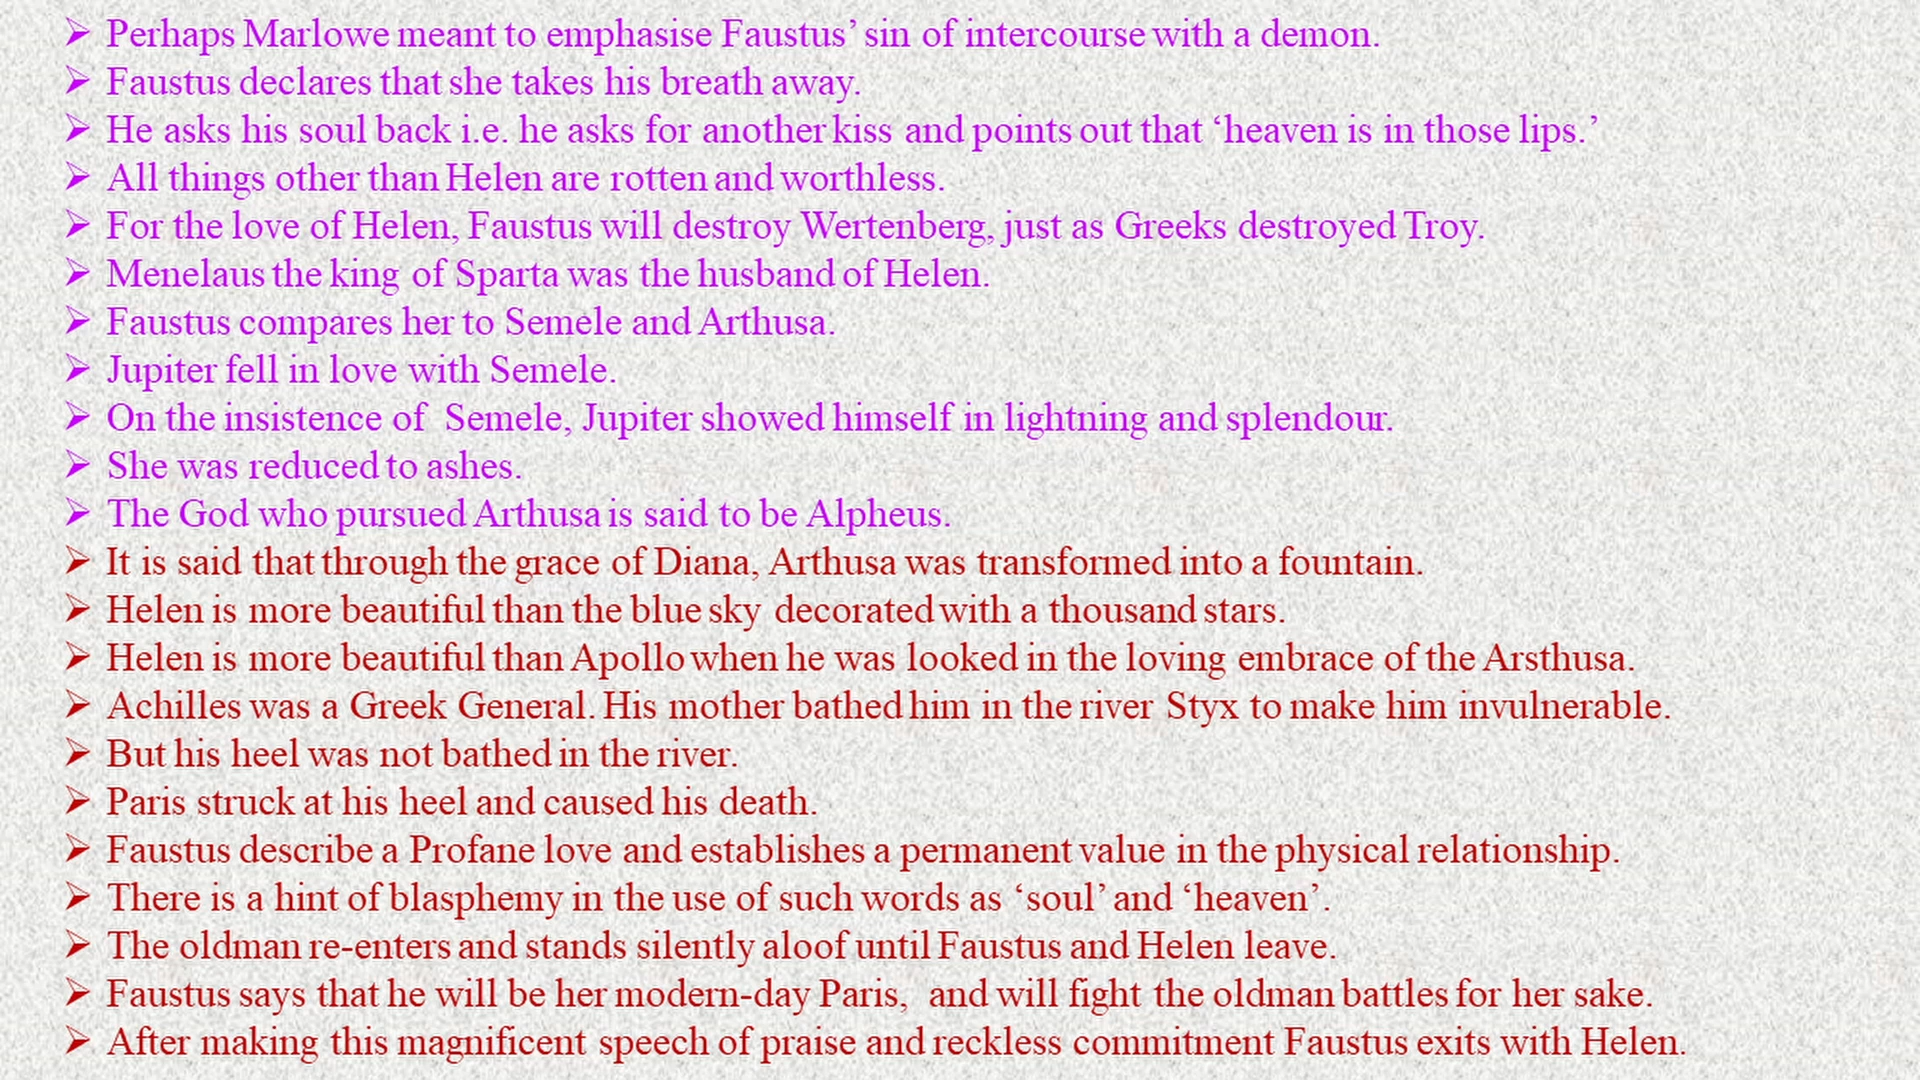 ➢ Perhaps Marlowe meant to emphasise Faustus’ sin of intercourse with a demon.
➢ Faustus declares that she takes his breath away.
➢ He asks his soul back i.e. he asks for another kiss and points out that ‘heaven is in those lips.’
➢ All things other than Helen are rotten and worthless.
➢ For the love of Helen, Faustus will destroy Wertenberg, just as Greeks destroyed Troy.
➢ Menelaus the king of Sparta was the husband of Helen.
➢ Faustus compares her to Semele and Arthusa.
➢ Jupiter fell in love with Semele.
➢ On the insistence of Semele, Jupiter showed himself in lightning and splendour.
➢ She was reduced to ashes.
➢ The God who pursued Arthusa is said to be Alpheus.
➢ It is said that through the grace of Diana, Arthusa was transformed into a fountain.
➢ Helen is more beautiful than the blue sky decorated with a thousand stars.
➢ Helen is more beautiful than Apollo when he was looked in the loving embrace of the Arsthusa.
➢ Achilles was a Greek General. His mother bathed him in the river Styx to make him invulnerable.
➢ But his heel was not bathed in the river.
➢ Paris struck at his heel and caused his death.
➢ Faustus describe a Profane love and establishes a permanent value in the physical relationship.
➢ There is a hint of blasphemy in the use of such words as ‘soul’ and ‘heaven’.
➢ The oldman re-enters and stands silently aloof until Faustus and Helen leave.
➢ Faustus says that he will be her modern-day Paris, and will fight the oldman battles for her sake.
➢ After making this magnificent speech of praise and reckless commitment Faustus exits with Helen.